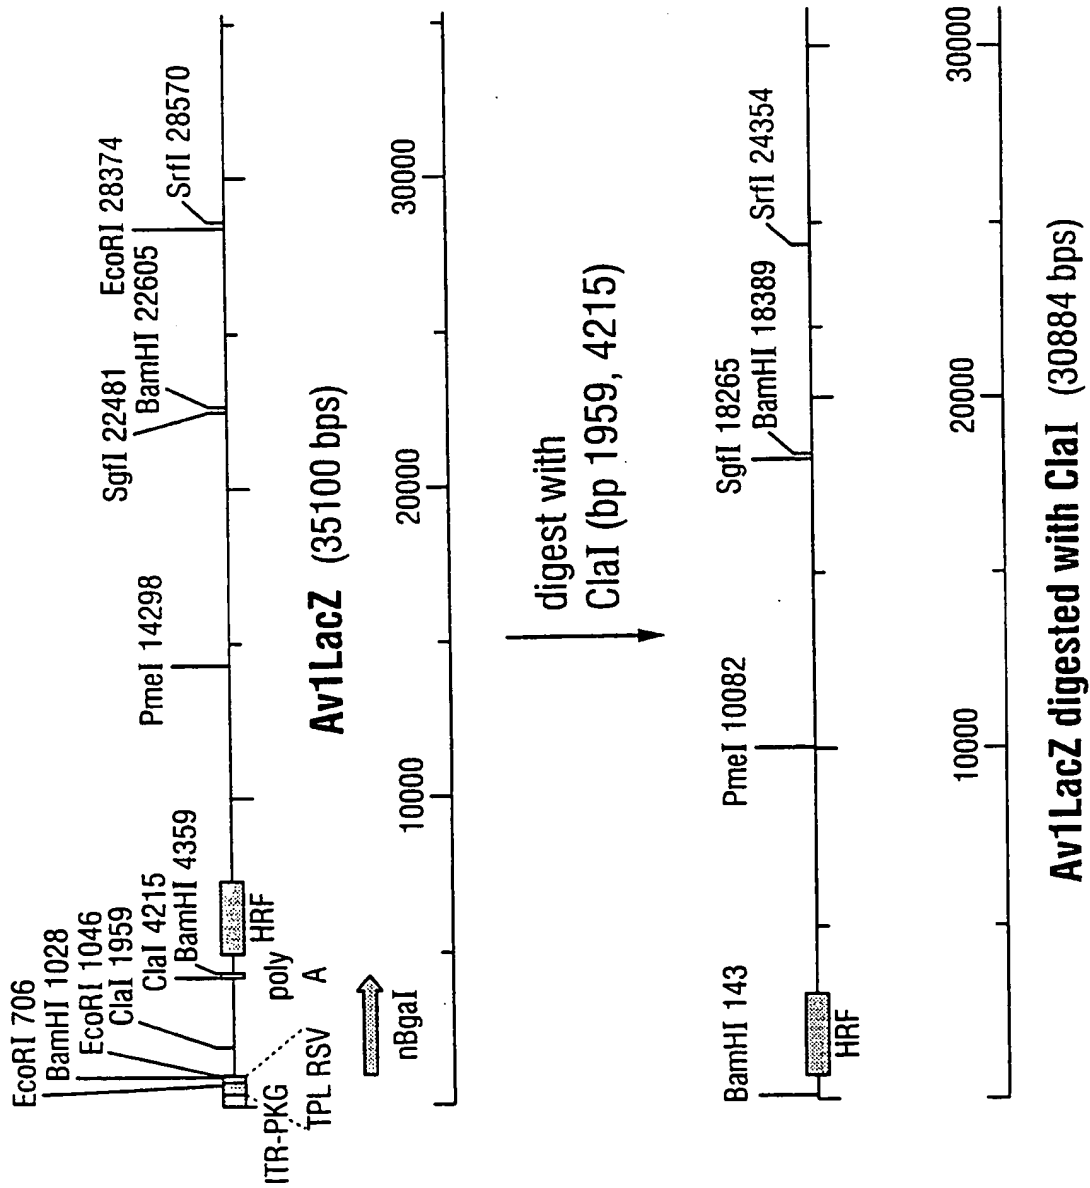 EcoRI 706
BamHI 1028
EcoRI 1046
ClaI 1959
ClaI 4215
BamHI 4359
PmeI 14298
SgfI 22481
BamHI 22605
EcoRI 28374
SrfI 28570
ITR-PKG
TPL RSV
poly
A
HRF
nBgaI
Av1LacZ (35100 bps)
10000
20000
30000
digest with
ClaI (bp 1959, 4215)
BamHI 143
HRF
PmeI 10082
SgfI 18265
BamHI 18389
SrfI 24354
10000
20000
30000
Av1LacZ digested with ClaI (30884 bps)